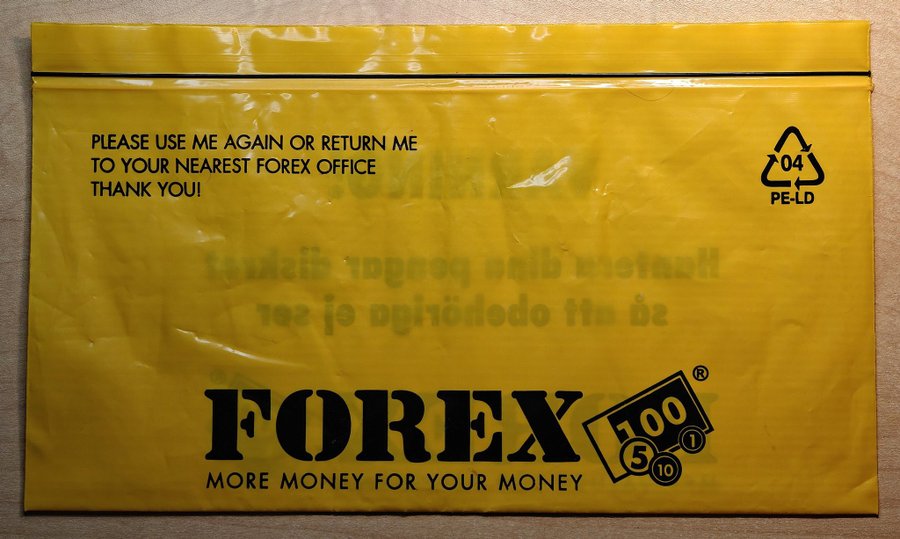 PLEASE USE ME AGAIN OR RETURN ME
TO YOUR NEAREST FOREX OFFICE
THANK YOU!
04
PE-LD
Hantera dina pengar diskret
så att obehöriga ej ser
FOREX ®
100
5 10 1
MORE MONEY FOR YOUR MONEY